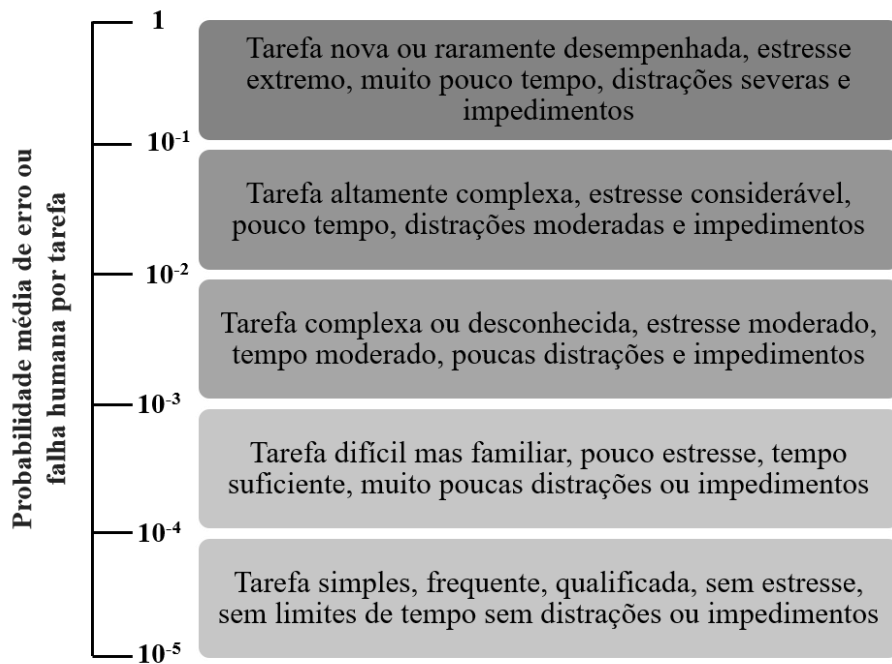 Probabilidade média de erro ou
falha humana por tarefa
1
Tarefa nova ou raramente desempenhada, estresse
extremo, muito pouco tempo, distrações severas e
impedimentos
10⁻¹
Tarefa altamente complexa, estresse considerável,
pouco tempo, distrações moderadas e impedimentos
10⁻²
Tarefa complexa ou desconhecida, estresse moderado,
tempo moderado, poucas distrações e impedimentos
10⁻³
Tarefa difícil mas familiar, pouco estresse, tempo
suficiente, muito poucas distrações ou impedimentos
10⁻⁴
Tarefa simples, frequente, qualificada, sem estresse,
sem limites de tempo sem distrações ou impedimentos
10⁻⁵